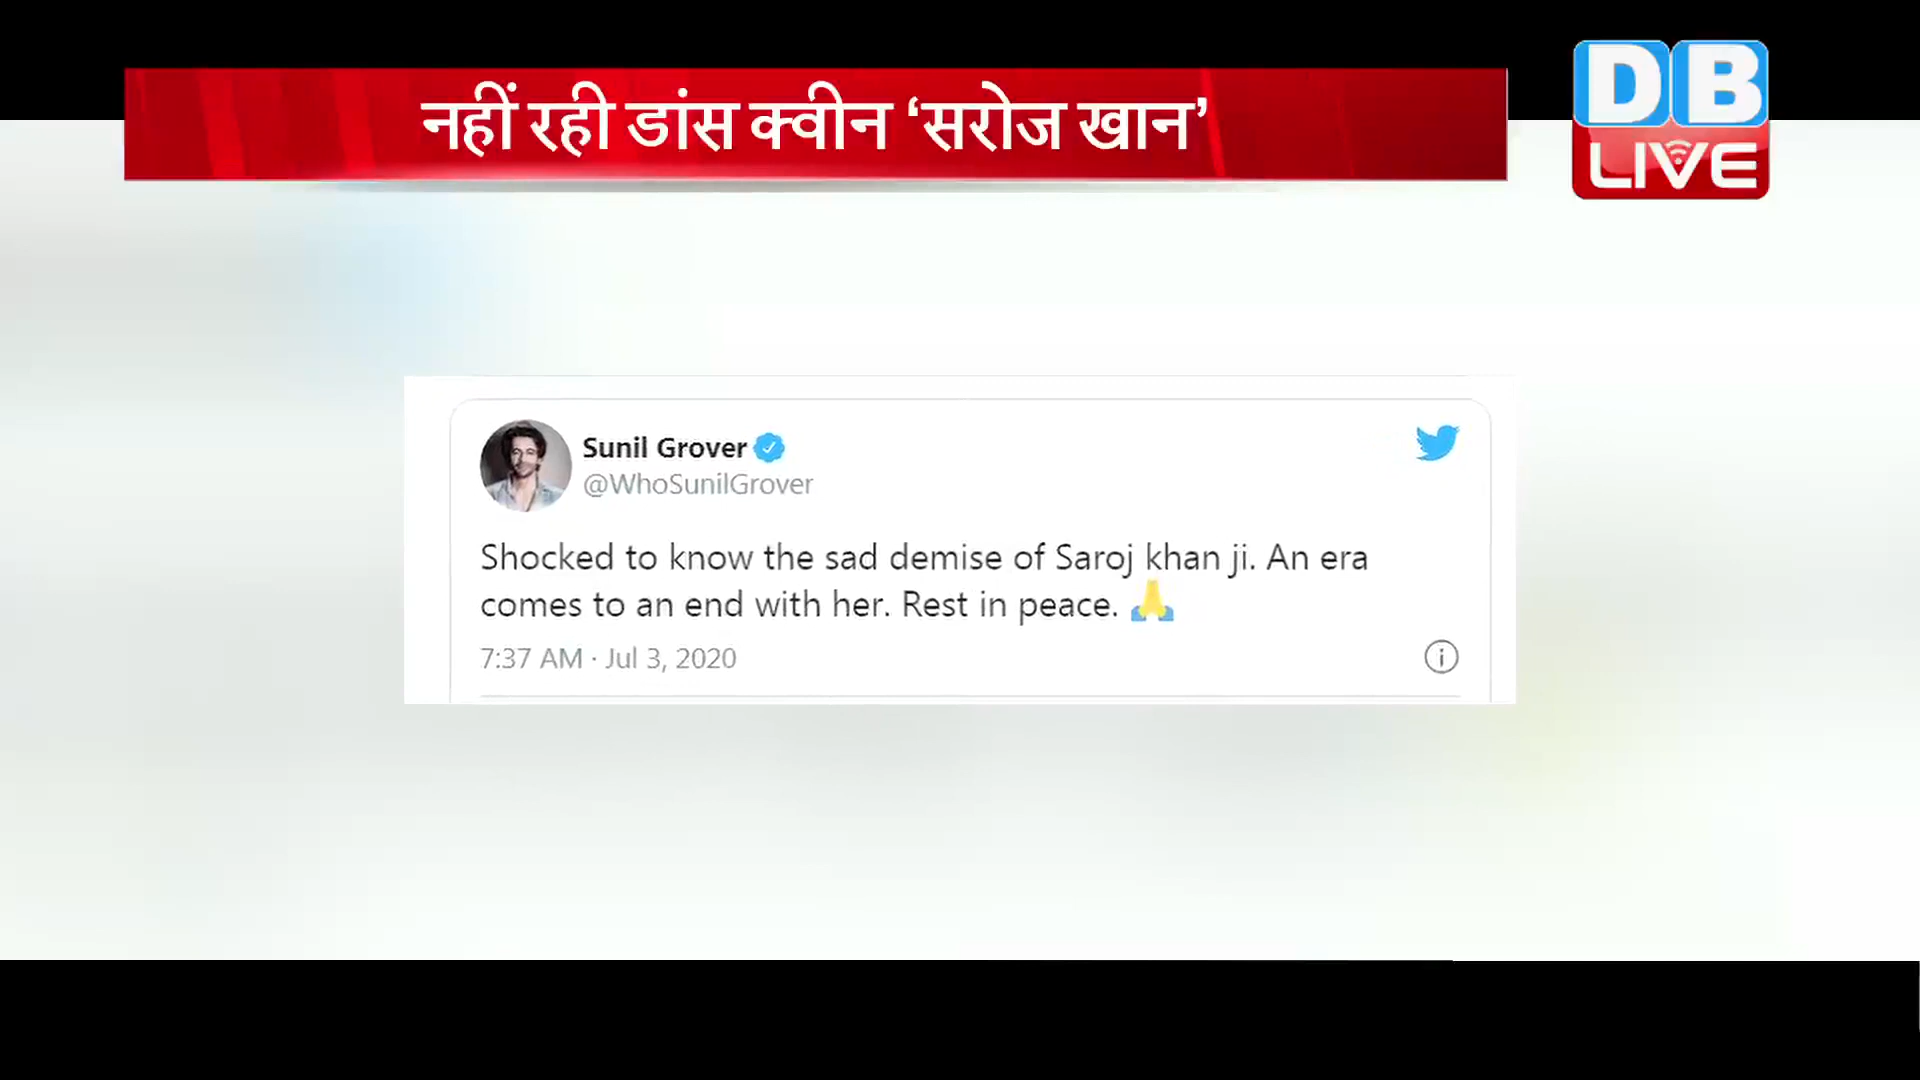 नहीं रही डांस क्वीन ‘सरोज खान’
DB
LIVE
Sunil Grover
@WhoSunilGrover
Shocked to know the sad demise of Saroj khan ji. An era
comes to an end with her. Rest in peace. 🙏
7:37 AM · Jul 3, 2020